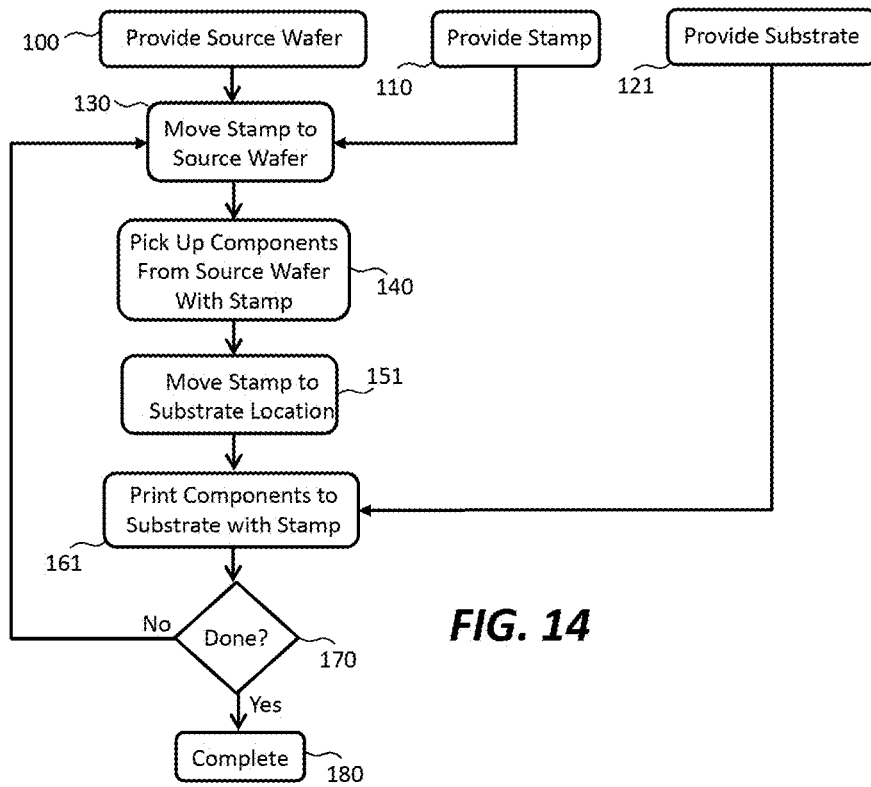 Provide Source Wafer
100
Provide Stamp
110
Provide Substrate
121
130
Move Stamp to
Source Wafer
Pick Up Components
From Source Wafer
With Stamp
140
Move Stamp to
Substrate Location
151
Print Components to
Substrate with Stamp
161
No
Done?
170
FIG. 14
Yes
Complete
180